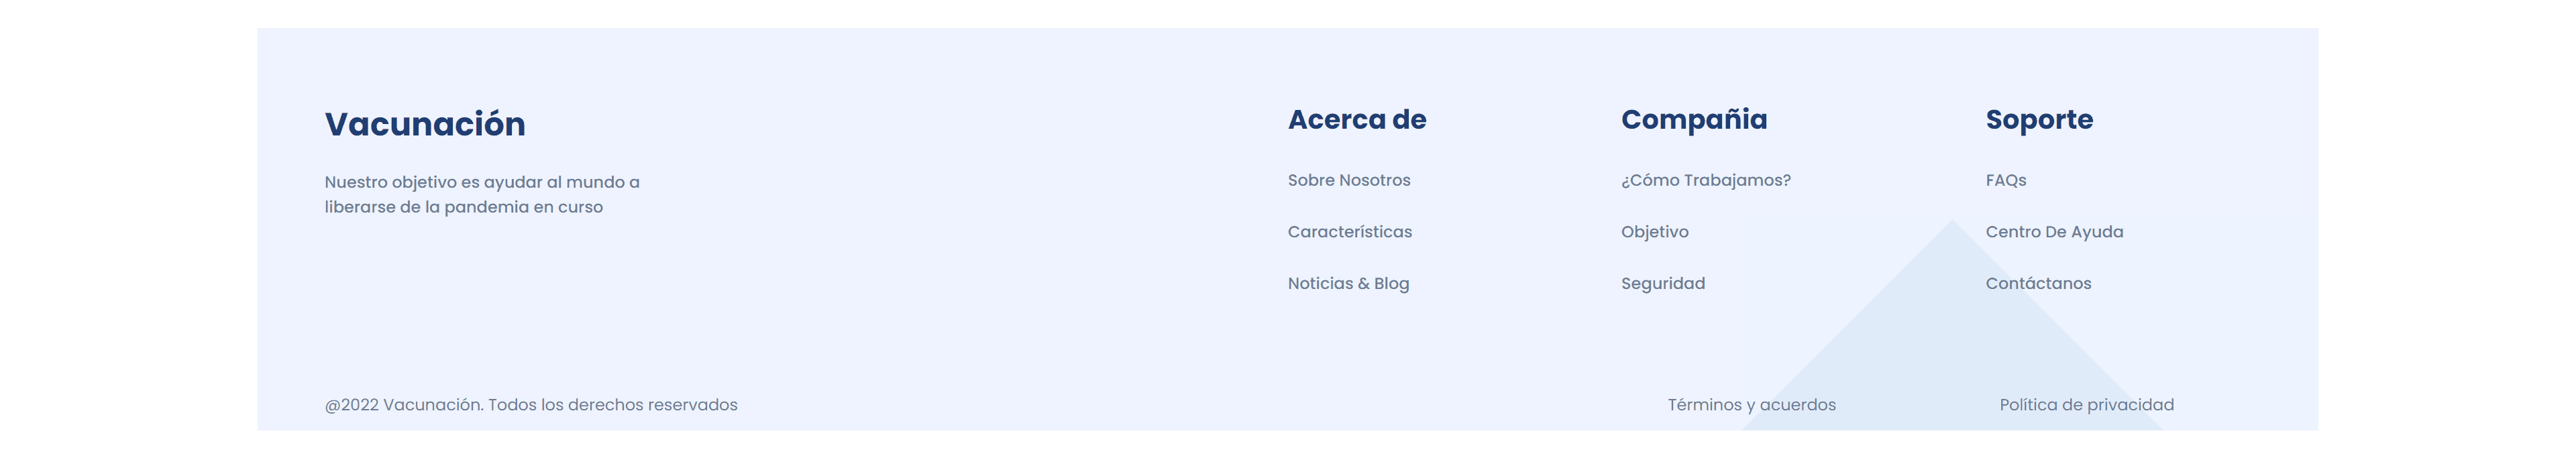 Vacunación
Nuestro objetivo es ayudar al mundo a
liberarse de la pandemia en curso
Acerca de
Sobre Nosotros
Características
Noticias & Blog
Compañia
¿Cómo Trabajamos?
Objetivo
Seguridad
Soporte
FAQs
Centro De Ayuda
Contáctanos
@2022 Vacunación. Todos los derechos reservados
Términos y acuerdos
Política de privacidad